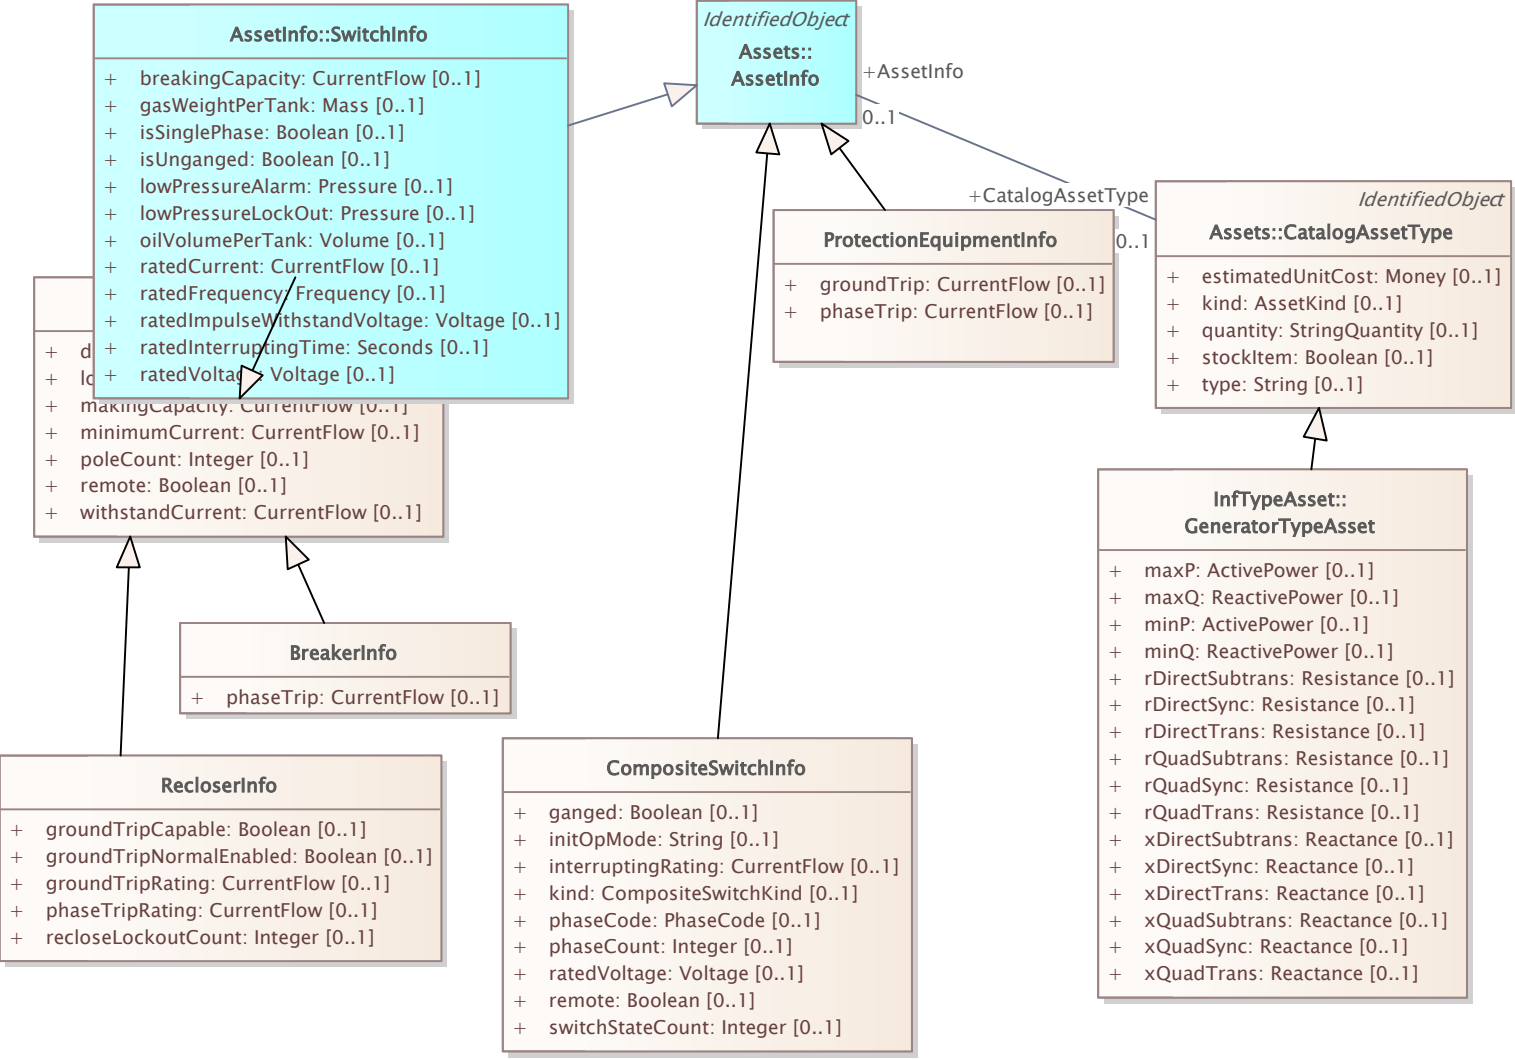 AssetInfo::SwitchInfo
+ breakingCapacity: CurrentFlow [0..1]
+ gasWeightPerTank: Mass [0..1]
+ isSinglePhase: Boolean [0..1]
+ isUnganged: Boolean [0..1]
+ lowPressureAlarm: Pressure [0..1]
+ lowPressureLockOut: Pressure [0..1]
+ oilVolumePerTank: Volume [0..1]
+ ratedCurrent: CurrentFlow [0..1]
+ ratedFrequency: Frequency [0..1]
+ ratedImpulseWithstandVoltage: Voltage [0..1]
+ ratedInterruptingTime: Seconds [0..1]
+ ratedVoltage: Voltage [0..1]
+ makingCapacity: CurrentFlow [0..1]
+ minimumCurrent: CurrentFlow [0..1]
+ poleCount: Integer [0..1]
+ remote: Boolean [0..1]
+ withstandCurrent: CurrentFlow [0..1]
IdentifiedObject
Assets::
AssetInfo
+AssetInfo
0..1
+CatalogAssetType
0..1
ProtectionEquipmentInfo
+ groundTrip: CurrentFlow [0..1]
+ phaseTrip: CurrentFlow [0..1]
IdentifiedObject
Assets::CatalogAssetType
+ estimatedUnitCost: Money [0..1]
+ kind: AssetKind [0..1]
+ quantity: StringQuantity [0..1]
+ stockItem: Boolean [0..1]
+ type: String [0..1]
InfTypeAsset::
GeneratorTypeAsset
+ maxP: ActivePower [0..1]
+ maxQ: ReactivePower [0..1]
+ minP: ActivePower [0..1]
+ minQ: ReactivePower [0..1]
+ rDirectSubtrans: Resistance [0..1]
+ rDirectSync: Resistance [0..1]
+ rDirectTrans: Resistance [0..1]
+ rQuadSubtrans: Resistance [0..1]
+ rQuadSync: Resistance [0..1]
+ rQuadTrans: Resistance [0..1]
+ xDirectSubtrans: Reactance [0..1]
+ xDirectSync: Reactance [0..1]
+ xDirectTrans: Reactance [0..1]
+ xQuadSubtrans: Reactance [0..1]
+ xQuadSync: Reactance [0..1]
+ xQuadTrans: Reactance [0..1]
BreakerInfo
+ phaseTrip: CurrentFlow [0..1]
RecloserInfo
+ groundTripCapable: Boolean [0..1]
+ groundTripNormalEnabled: Boolean [0..1]
+ groundTripRating: CurrentFlow [0..1]
+ phaseTripRating: CurrentFlow [0..1]
+ recloseLockoutCount: Integer [0..1]
CompositeSwitchInfo
+ ganged: Boolean [0..1]
+ initOpMode: String [0..1]
+ interruptingRating: CurrentFlow [0..1]
+ kind: CompositeSwitchKind [0..1]
+ phaseCode: PhaseCode [0..1]
+ phaseCount: Integer [0..1]
+ ratedVoltage: Voltage [0..1]
+ remote: Boolean [0..1]
+ switchStateCount: Integer [0..1]